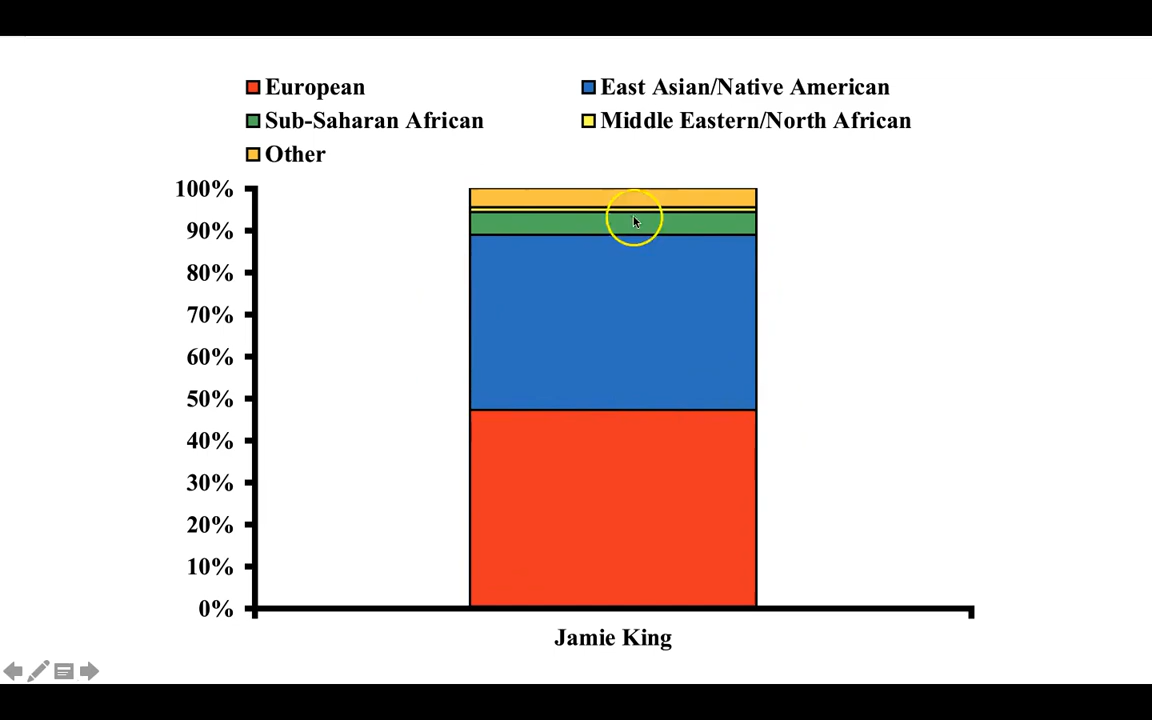 European
East Asian/Native American
Sub-Saharan African
Middle Eastern/North African
Other
100%
90%
80%
70%
60%
50%
40%
30%
20%
10%
0%
Jamie King